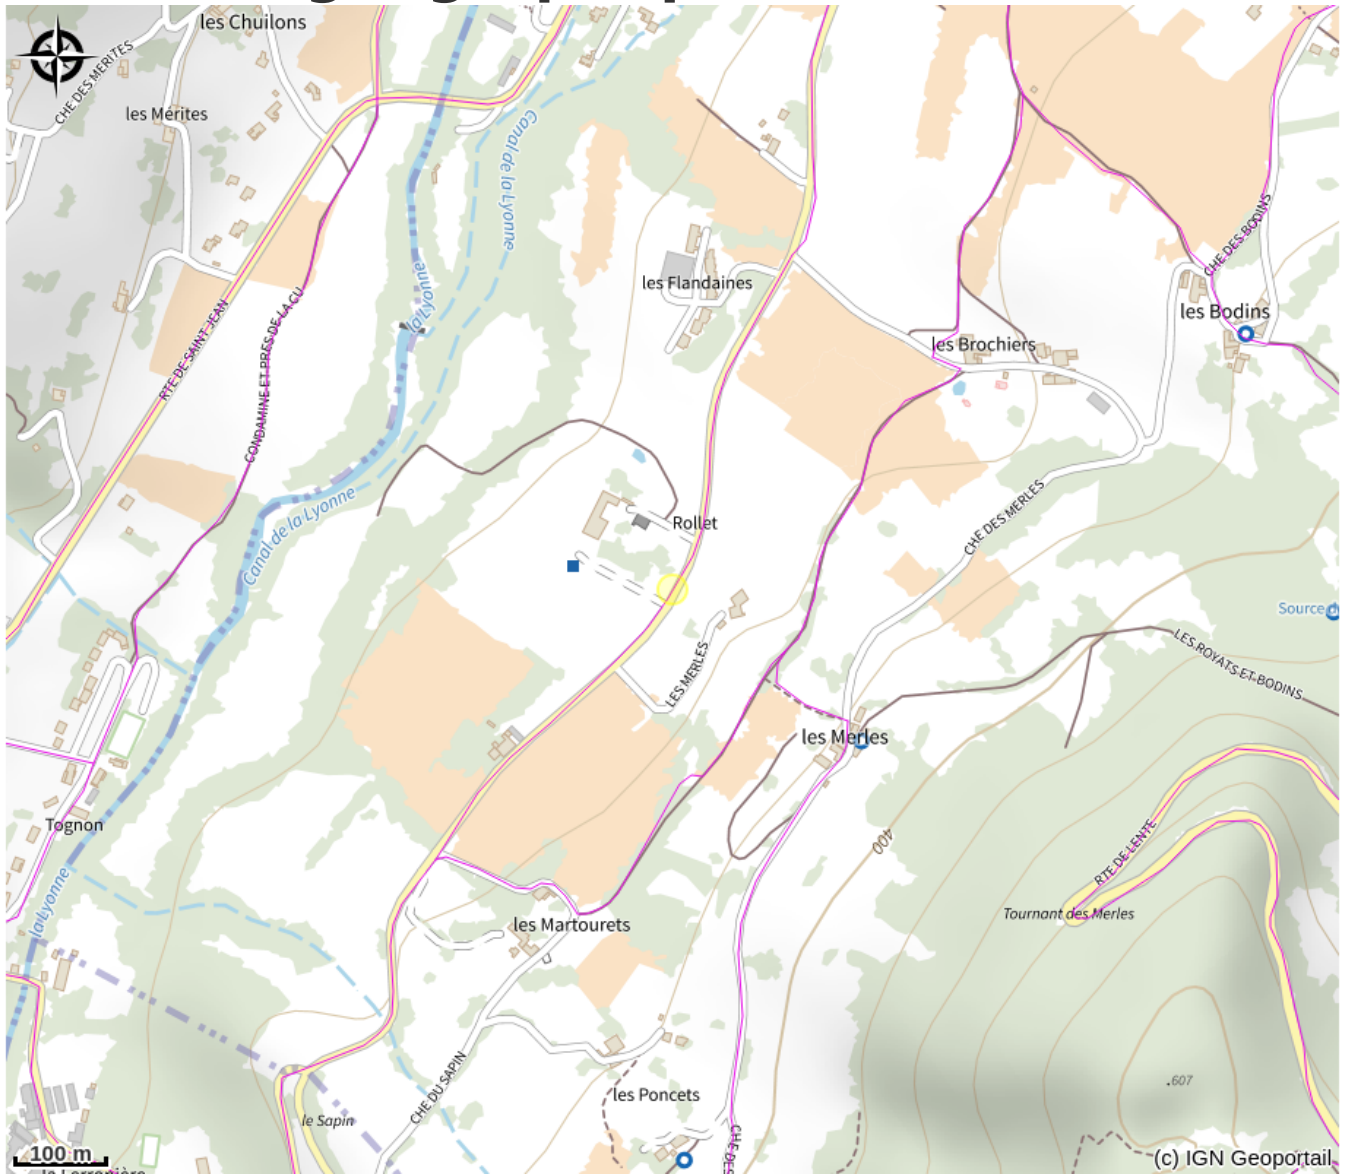 les Chuilons
CHE DES MERITES
les Mérites
Canal de la Lyonne
la Lyonne
les Flandaines
CHE DES BODINS
les Bodins
les Brochiers
RTE DE SAINT JEAN
CONDAMINE ET PRES DE LA CU
Canal de la Lyonne
Rollet
CHE DES MERLES
Source d
LES ROYATS ET BODINS
LES MERLES
les Merles
Tognon
400
RTE DE LENTE
Tournant des Merles
la Lyonne
les Martourets
CHE DU SAPIN
.607
les Poncets
le Sapin
CHE DES
100 m
(c) IGN Geoportail